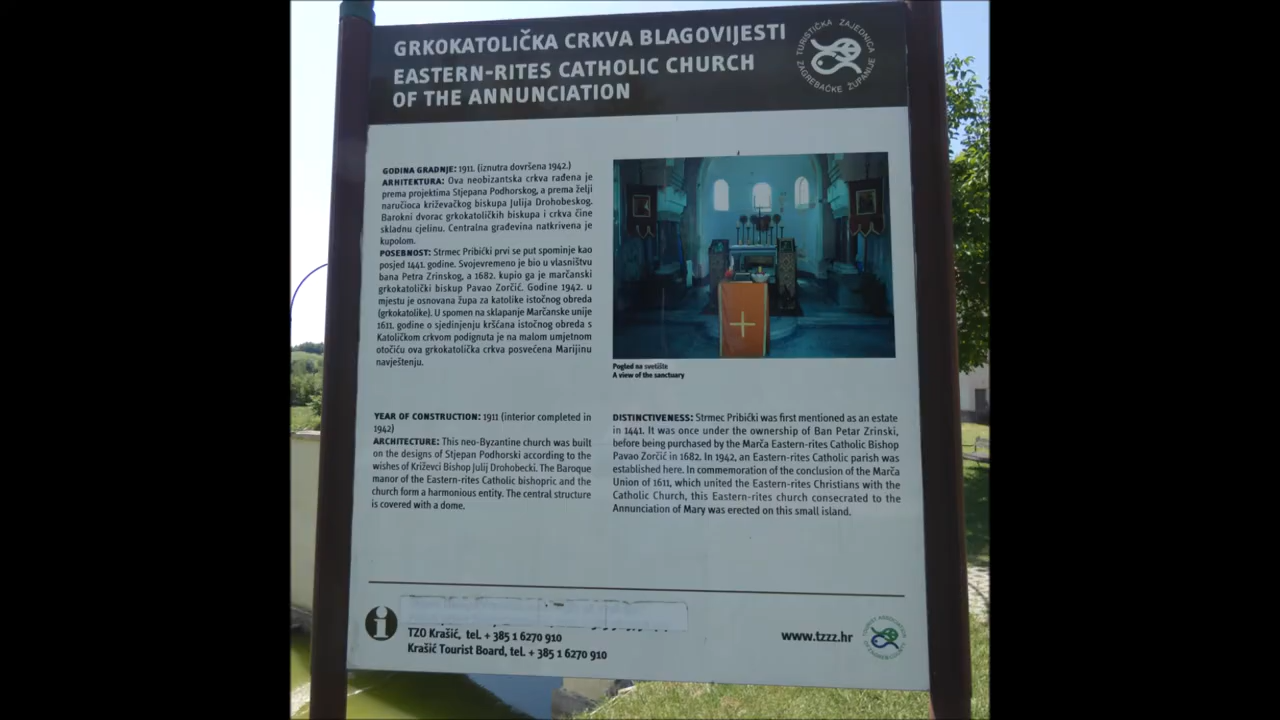 GRKOKATOLIČKA CRKVA BLAGOVIJESTI
EASTERN-RITES CATHOLIC CHURCH
OF THE ANNUNCIATION
TURISTIČKA ZAJEDNICA
ZAGREBAČKE ŽUPANIJE
GODINA GRADNJE: 1911. (iznutra dovršena 1942.)
ARHITEKTURA: Ova neobizantska crkva rađena je
prema projektima Stjepana Podhorskog, a prema želji
naručioca križevačkog biskupa Julija Drohobeskog.
Barokni dvorac grkokatoličkih biskupa i crkva čine
skladnu cjelinu. Centralna građevina natkrivena je
kupolom.
POSEBNOST: Strmec Pribićki prvi se put spominje kao
posjed 1441. godine. Svojevremeno je bio u vlasništvu
bana Petra Zrinskog, a 1682. kupio ga je marčanski
grkokatolički biskup Pavao Zorčić. Godine 1942. u
mjestu je osnovana župa za katolike istočnog obreda
(grkokatolike). U spomen na sklapanje Marčanske unije
1611. godine o sjedinjenju kršćana istočnog obreda s
Katoličkom crkvom podignuta je na malom umjetnom
otočiću ova grkokatolička crkva posvećena Marijinu
navještenju.
Pogled na svetište
A view of the sanctuary
YEAR OF CONSTRUCTION: 1911 (interior completed in
1942)
ARCHITECTURE: This neo-Byzantine church was built
on the designs of Stjepan Podhorski according to the
wishes of Križevci Bishop Julij Drohobecki. The Baroque
manor of the Eastern-rites Catholic bishopric and the
church form a harmonious entity. The central structure
is covered with a dome.
DISTINCTIVENESS: Strmec Pribićki was first mentioned as an estate
in 1441. It was once under the ownership of Ban Petar Zrinski,
before being purchased by the Marča Eastern-rites Catholic Bishop
Pavao Zorčić in 1682. In 1942, an Eastern-rites Catholic parish was
established here. In commemoration of the conclusion of the Marča
Union of 1611, which united the Eastern-rites Christians with the
Catholic Church, this Eastern-rites church consecrated to the
Annunciation of Mary was erected on this small island.
i
TZO Krašić, tel. + 385 1 6270 910
Krašić Tourist Board, tel. + 385 1 6270 910
www.tzzz.hr
TOURIST ASSOCIATION